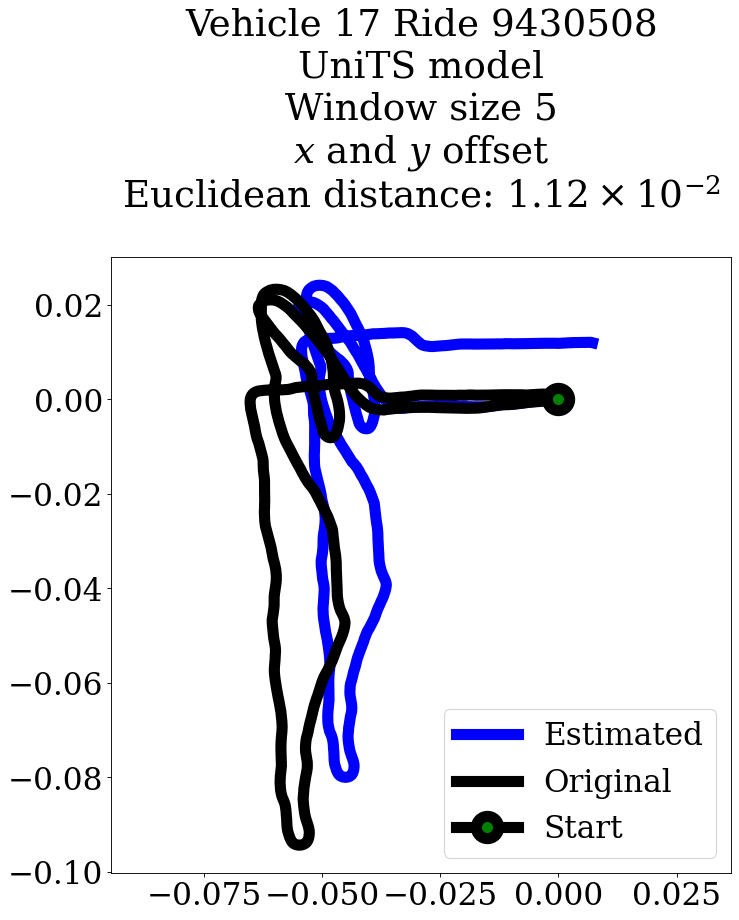 Vehicle 17 Ride 9430508
UniTS model
Window size 5
x and y offset
Euclidean distance: 1.12 × 10⁻²
0.02
0.00
−0.02
−0.04
−0.06
−0.08
−0.10
Estimated
Original
Start
−0.075 −0.050 −0.025 0.000 0.025